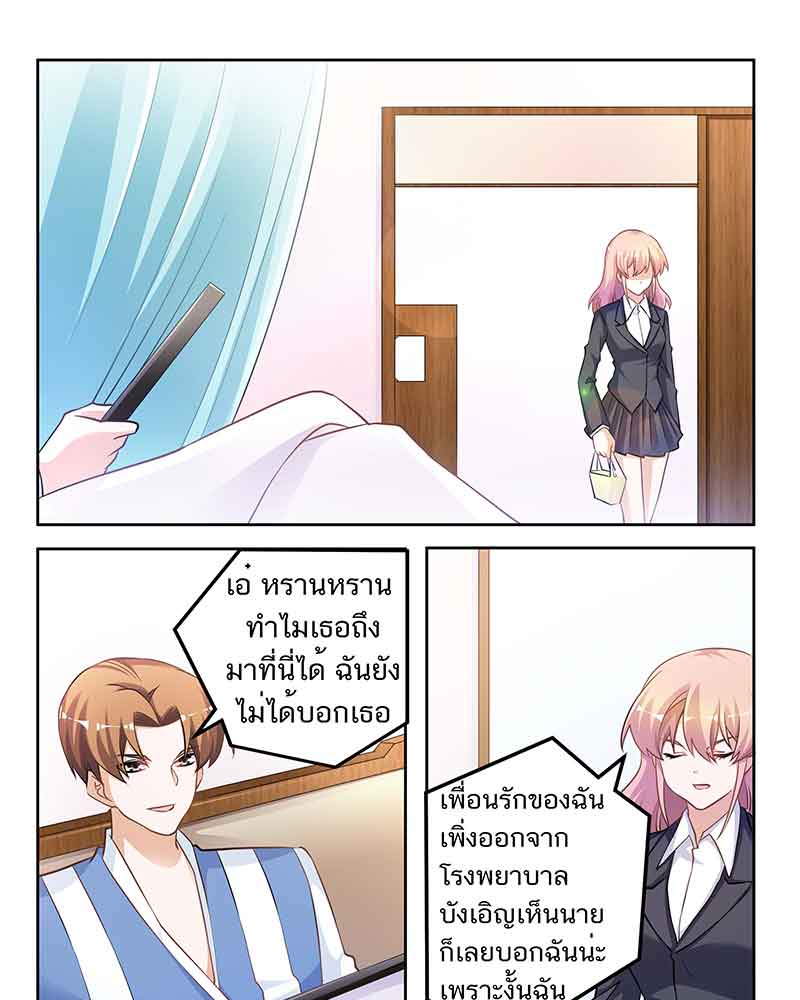 เอ๋ หรานหราน
ทำไมเธอถึง
มาที่นี่ได้ ฉันยัง
ไม่ได้บอกเธอ
เพื่อนรักของฉัน
เพิ่งออกจาก
โรงพยาบาล
บังเอิญเห็นนาย
ก็เลยบอกฉันน่ะ
เพราะงั้นฉัน